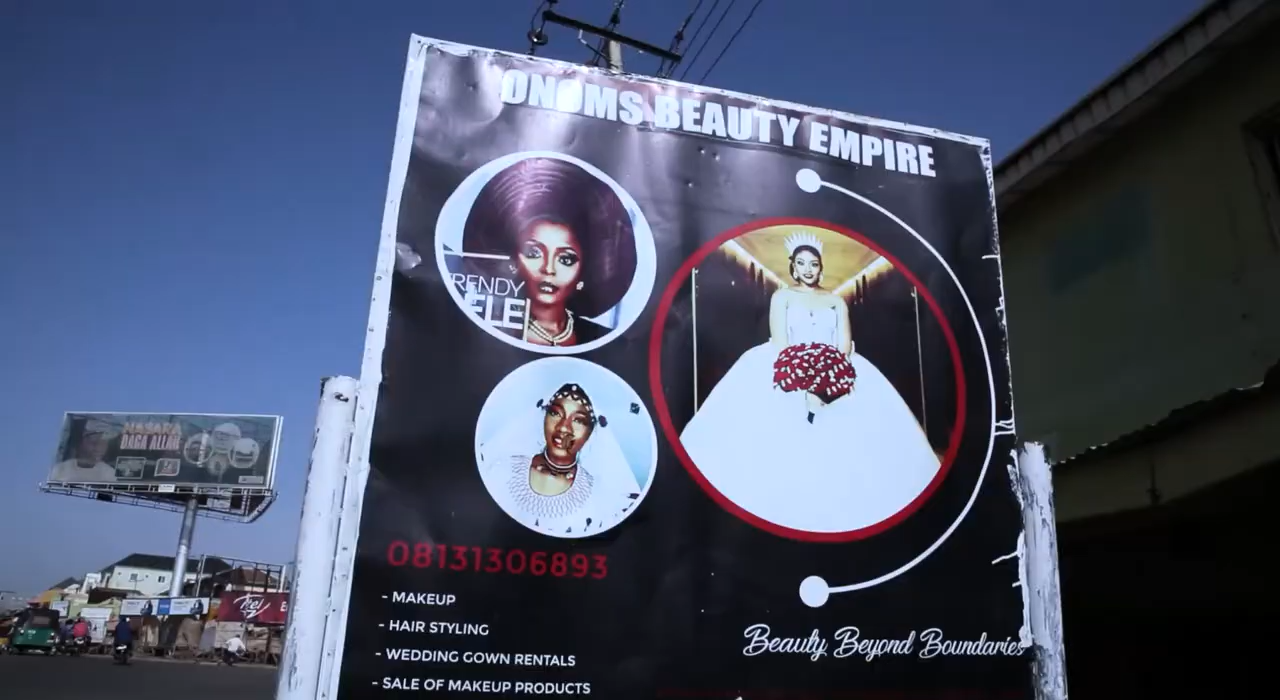 ONOMS BEAUTY EMPIRE
RENDY
ELE
08131306893
- MAKEUP
- HAIR STYLING
- WEDDING GOWN RENTALS
- SALE OF MAKEUP PRODUCTS
Beauty Beyond Boundaries
DAGA ALLAH
itel